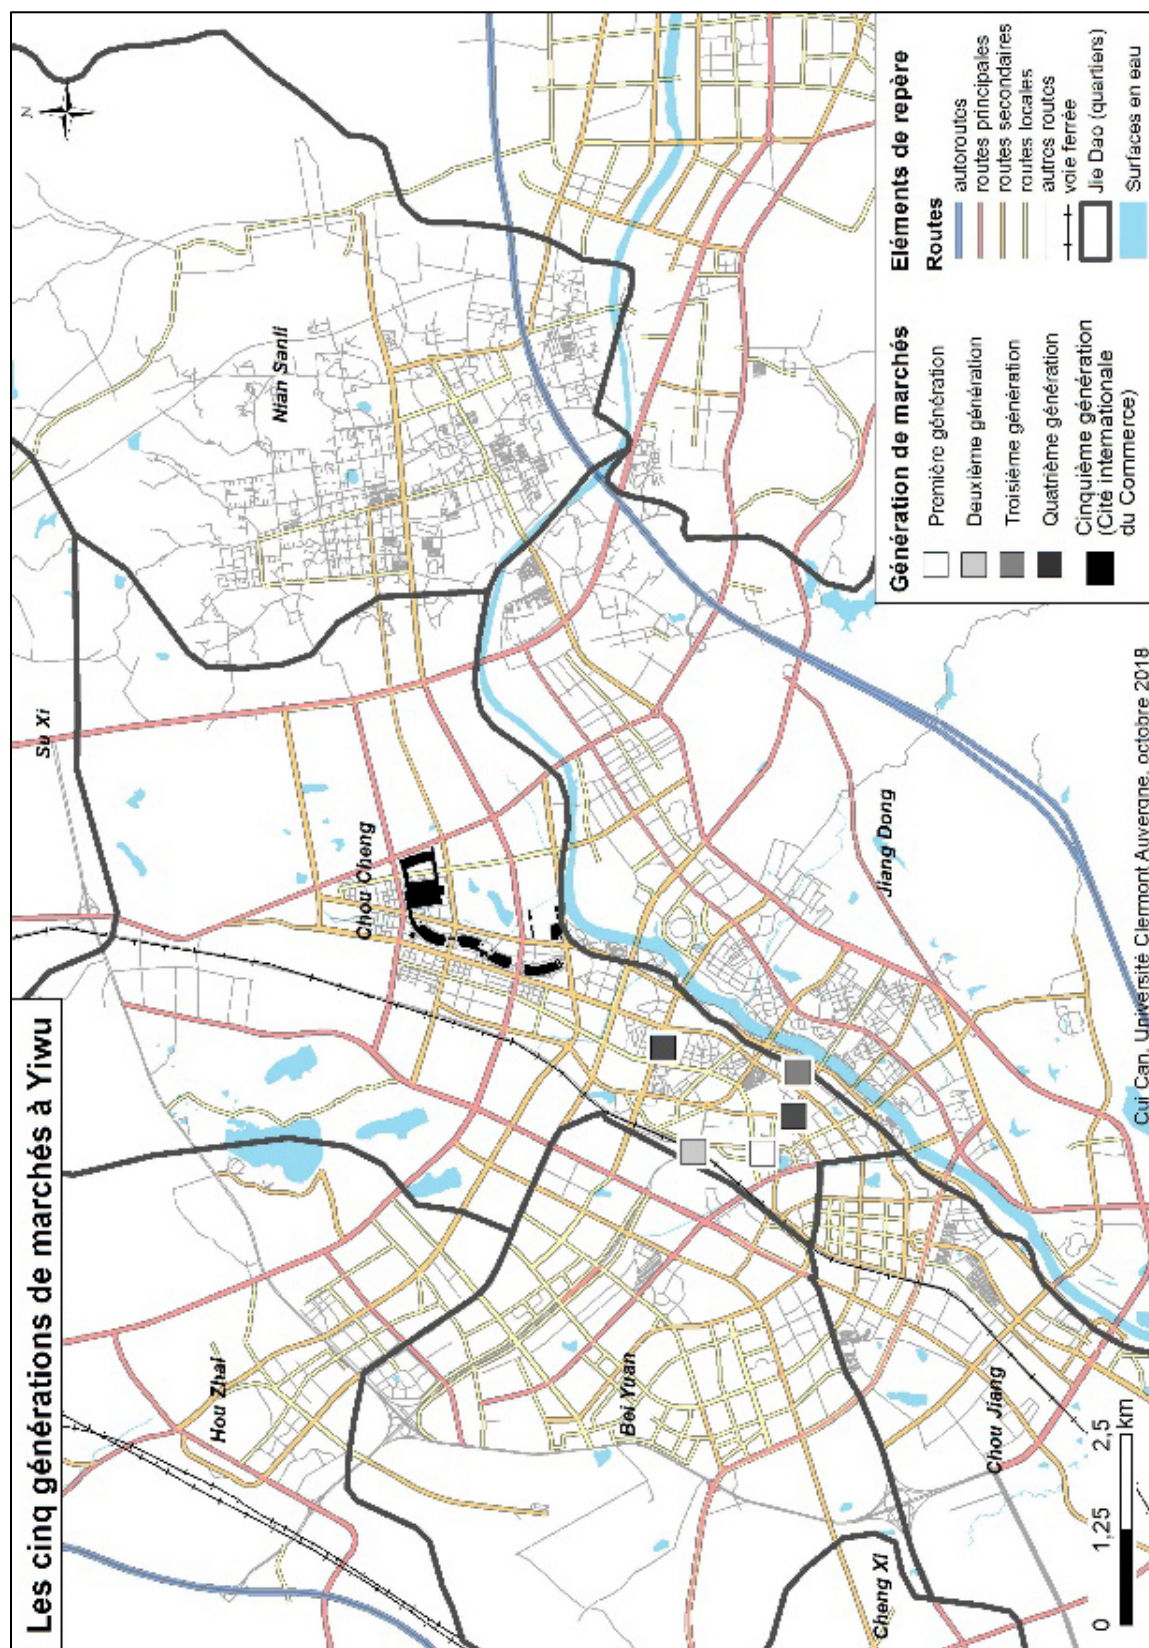 Les cinq générations de marchés à Yiwu
N
Su Xi
Nian Sanli
Hou Zhai
Chou Cheng
Bei Yuan
Jiang Dong
Cheng Xi
Chou Jiang
0 1,25 2,5
km
Génération de marchés
Première génération
Deuxième génération
Troisième génération
Quatrième génération
Cinquième génération
(Cité internationale
du Commerce)
Eléments de repère
Routes
autoroutes
routes principales
routes secondaires
routes locales
autros routos
voie ferrée
Jie Dao (quartiers)
Surfaces en eau
Cui Can, Université Clermont Auvergne, octobre 2018